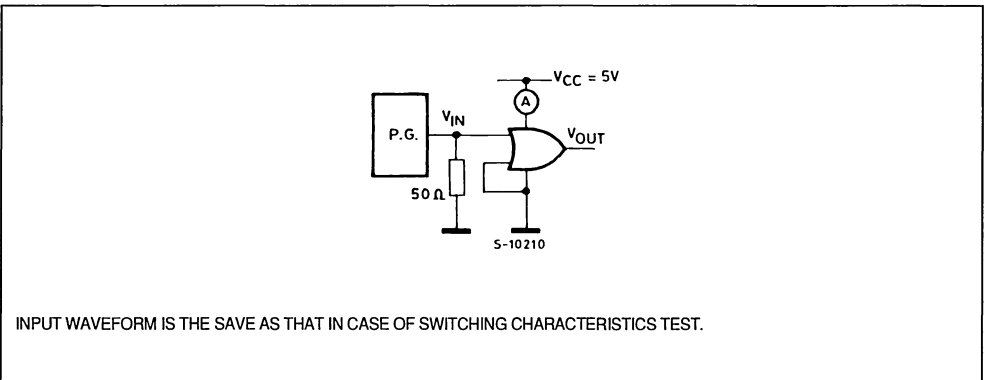 VCC = 5V
A
P.G.
VIN
VOUT
50 Ω
S-10210
INPUT WAVEFORM IS THE SAVE AS THAT IN CASE OF SWITCHING CHARACTERISTICS TEST.